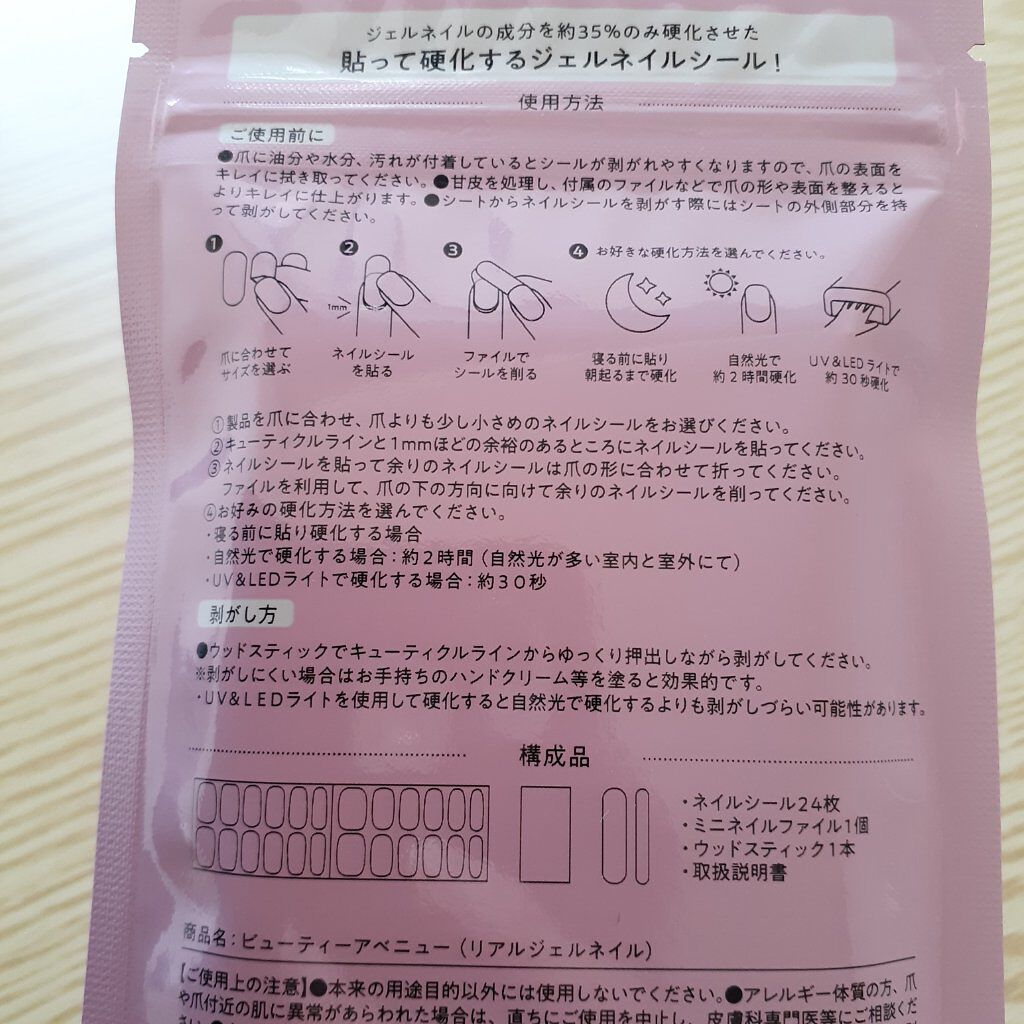 ジェルネイルの成分を約35%のみ硬化させた
貼って硬化するジェルネイルシール！
使用方法
ご使用前に
●爪に油分や水分、汚れが付着しているとシールが剥がれやすくなりますので、爪の表面を
キレイに拭き取ってください。●甘皮を処理し、付属のファイルなどで爪の形や表面を整えると
よりキレイに仕上がります。●シートからネイルシールを剥がす際にはシートの外側部分を持
って剥がしてください。
❶ ❷ ❸ ❹ お好きな硬化方法を選んでください。
1mm
爪に合わせて
サイズを選ぶ
ネイルシール
を貼る
ファイルで
シールを削る
寝る前に貼り
朝起るまで硬化
自然光で
約2時間硬化
UV&LEDライトで
約30秒硬化
①製品を爪に合わせ、爪よりも少し小さめのネイルシールをお選びください。
②キューティクルラインと1mmほどの余裕のあるところにネイルシールを貼ってください。
③ネイルシールを貼って余りのネイルシールは爪の形に合わせて折ってください。
ファイルを利用して、爪の下の方向に向けて余りのネイルシールを削ってください。
④お好みの硬化方法を選んでください。
・寝る前に貼り硬化する場合
・自然光で硬化する場合：約2時間（自然光が多い室内と室外にて）
・UV&LEDライトで硬化する場合：約30秒
剥がし方
●ウッドスティックでキューティクルラインからゆっくり押出しながら剥がしてください。
※剥がしにくい場合はお手持ちのハンドクリーム等を塗ると効果的です。
・UV&LEDライトを使用して硬化すると自然光で硬化するよりも剥がしづらい可能性があります。
構成品
・ネイルシール24枚
・ミニネイルファイル1個
・ウッドスティック1本
・取扱説明書
商品名：ビューティーアベニュー（リアルジェルネイル）
【ご使用上の注意】●本来の用途目的以外には使用しないでください。●アレルギー体質の方、爪
や爪付近の肌に異常があらわれた場合は、直ちにご使用を中止し、皮膚科専門医等にご相談くだ